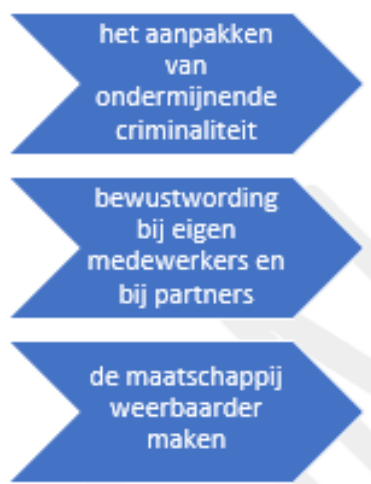 het aanpakken
van
ondermijnende
criminaliteit
bewustwording
bij eigen
medewerkers en
bij partners
de maatschappij
weerbaarder
maken